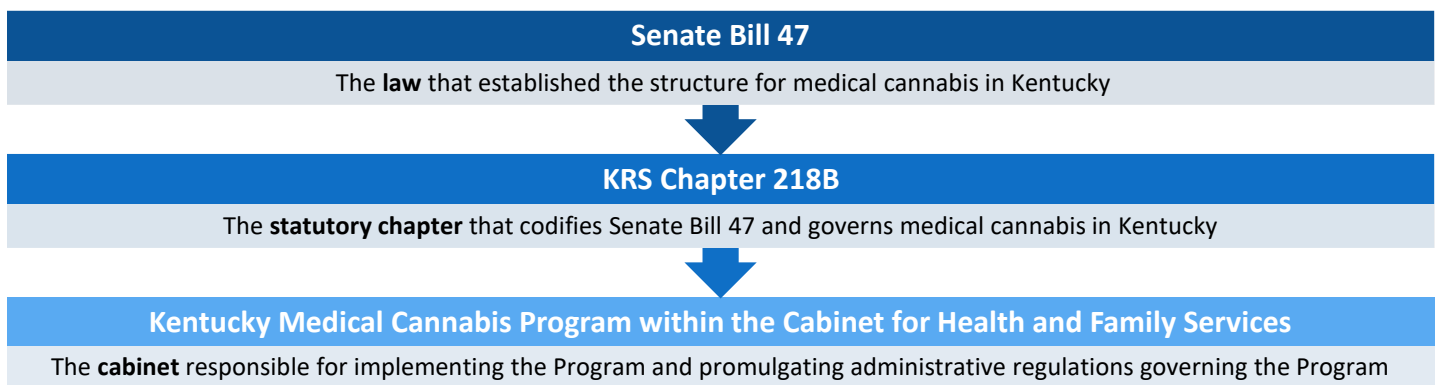 Senate Bill 47
The law that established the structure for medical cannabis in Kentucky
KRS Chapter 218B
The statutory chapter that codifies Senate Bill 47 and governs medical cannabis in Kentucky
Kentucky Medical Cannabis Program within the Cabinet for Health and Family Services
The cabinet responsible for implementing the Program and promulgating administrative regulations governing the Program